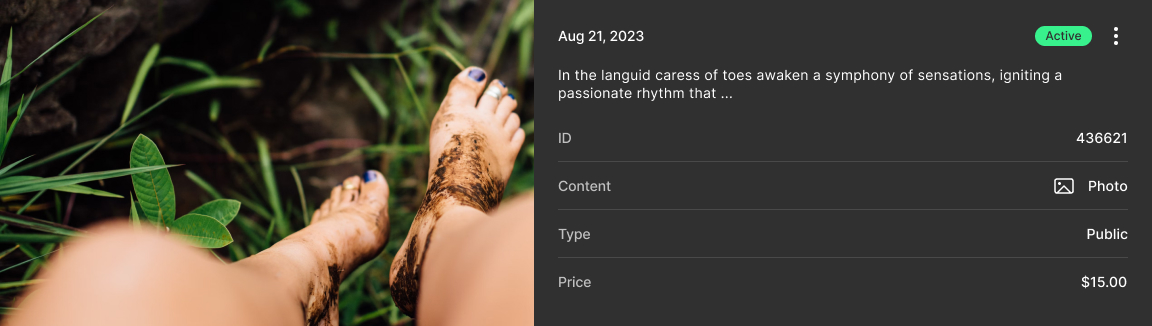 Aug 21, 2023
Active
In the languid caress of toes awaken a symphony of sensations, igniting a
passionate rhythm that ...
ID
436621
Content
Photo
Type
Public
Price
$15.00